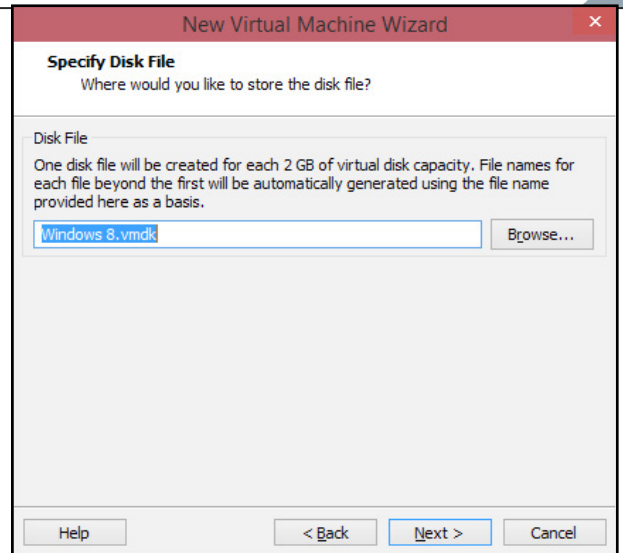 New Virtual Machine Wizard
Specify Disk File
Where would you like to store the disk file?
Disk File
One disk file will be created for each 2 GB of virtual disk capacity. File names for
each file beyond the first will be automatically generated using the file name
provided here as a basis.
Windows 8.vmdk
Browse...
Help
< Back
Next >
Cancel